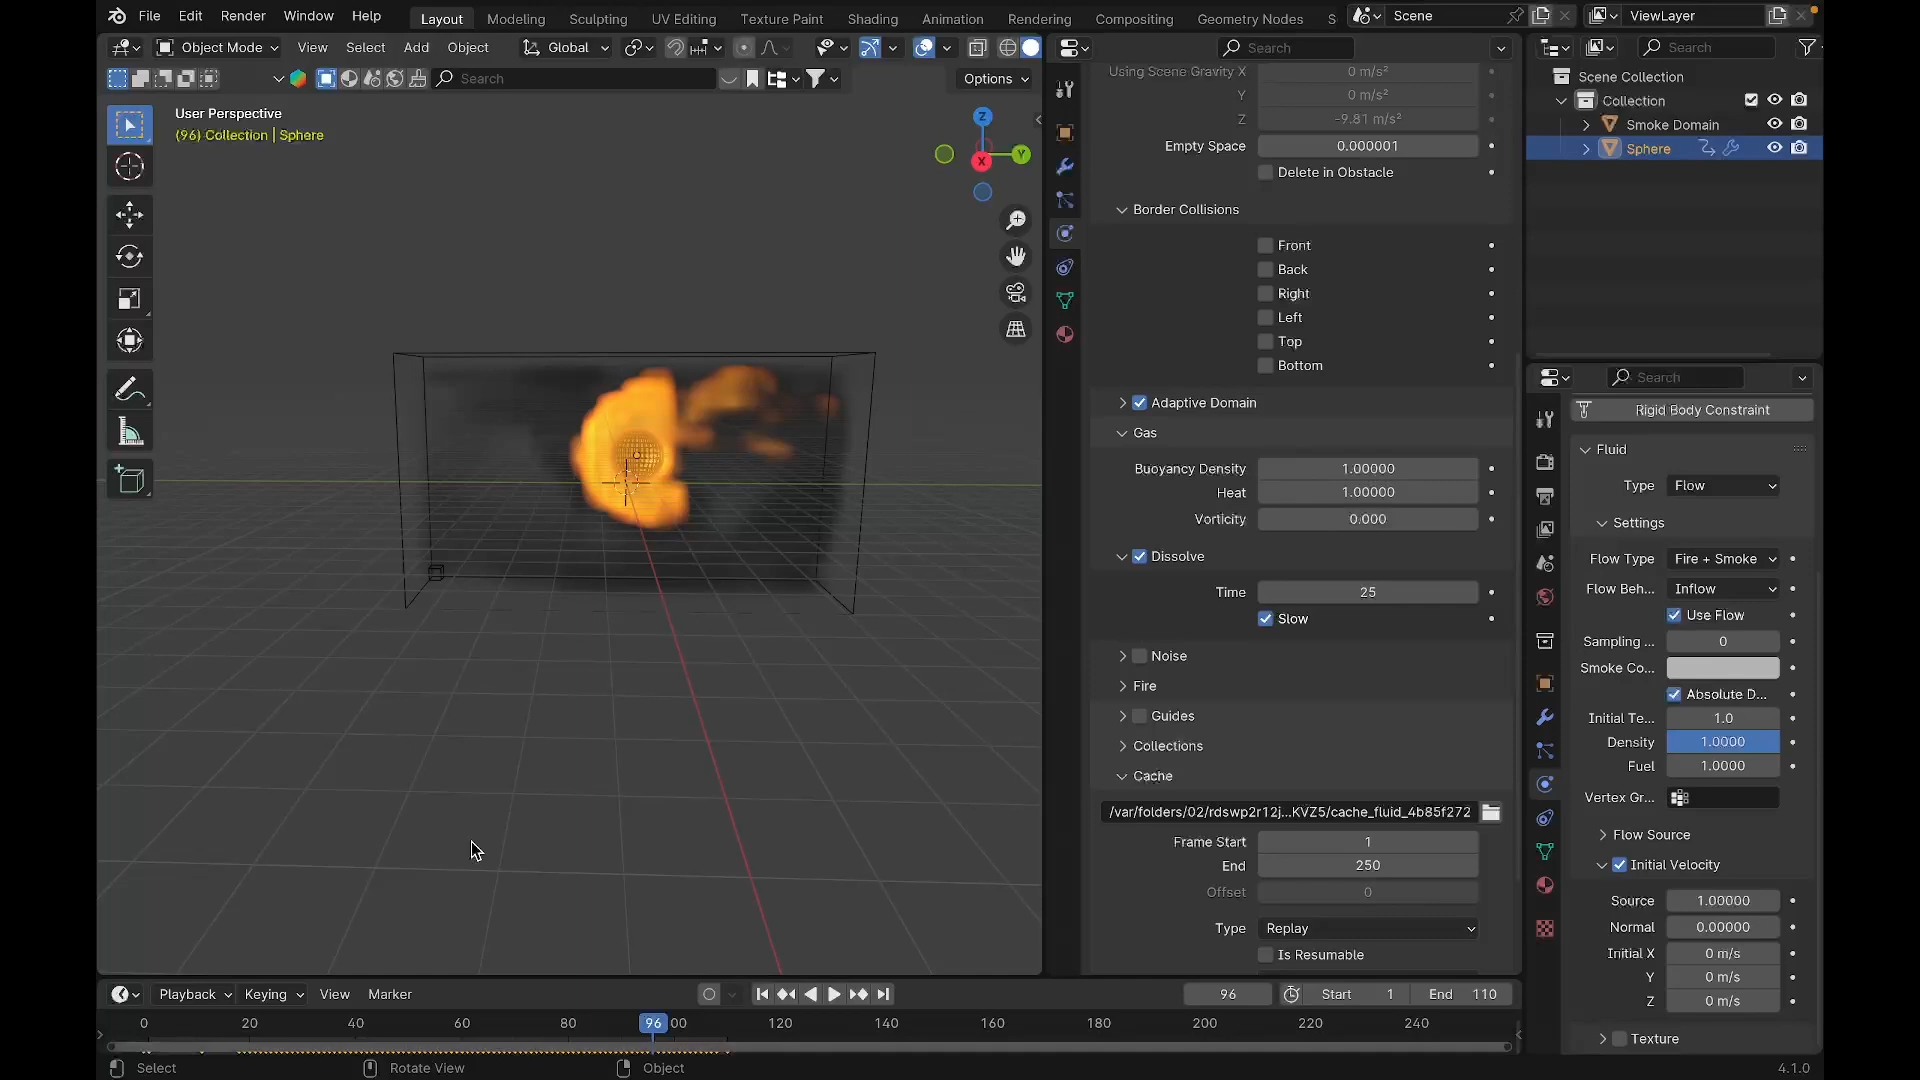 File Edit Render Window Help Layout Modeling Sculpting UV Editing Texture Paint Shading Animation Rendering Compositing Geometry Nodes S Scene ViewLayer
Object Mode View Select Add Object Global Search Search
Search Options
User Perspective
(96) Collection | Sphere
Z
Y
X
Using Scene Gravity X 0 m/s²
Y 0 m/s²
Z -9.81 m/s²
Empty Space 0.000001
Delete in Obstacle
Border Collisions
Front
Back
Right
Left
Top
Bottom
Adaptive Domain
Gas
Buoyancy Density 1.00000
Heat 1.00000
Vorticity 0.000
Dissolve
Time 25
Slow
Noise
Fire
Guides
Collections
Cache
/var/folders/02/rdswp2r12j...KVZ5/cache_fluid_4b85f272
Frame Start 1
End 250
Offset 0
Type Replay
Is Resumable
Scene Collection
Collection
Smoke Domain
Sphere
Search
Rigid Body Constraint
Fluid
Type Flow
Settings
Flow Type Fire + Smoke
Flow Beh... Inflow
Use Flow
Sampling ... 0
Smoke Co...
Absolute D...
Initial Te... 1.0
Density 1.0000
Fuel 1.0000
Vertex Gr...
Flow Source
Initial Velocity
Source 1.00000
Normal 0.00000
Initial X 0 m/s
Y 0 m/s
Z 0 m/s
Texture
Playback Keying View Marker 96 Start 1 End 110
0 20 40 60 80 96 00 120 140 160 180 200 220 240
Select Rotate View Object 4.1.0